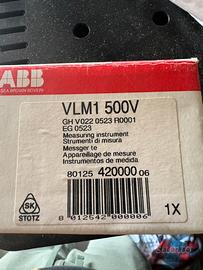 ABB
ASEA BROWN BOVERI
VLM1 500V
GH V022 0523 R0001
EG 0523
Measuring instrument
Strumenti di misura
Messger te
Appareillage de mesure
Instrumentos de medida
80125 420000 06
SK
STOTZ
1X
8 012542 000006